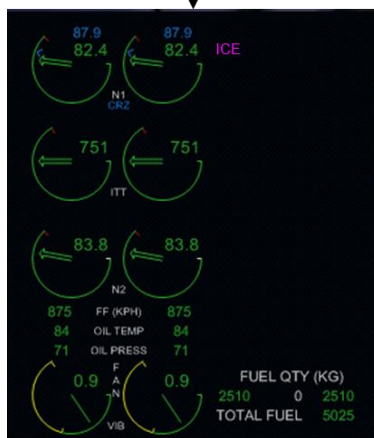 87.9 87.9
82.4 82.4 ICE
N1
CRZ
751 751
ITT
83.8 83.8
N2
875 FF (KPH) 875
84 OIL TEMP 84
71 OIL PRESS 71
F
A
N
0.9 0.9
VIB
FUEL QTY (KG)
2510 0 2510
TOTAL FUEL 5025